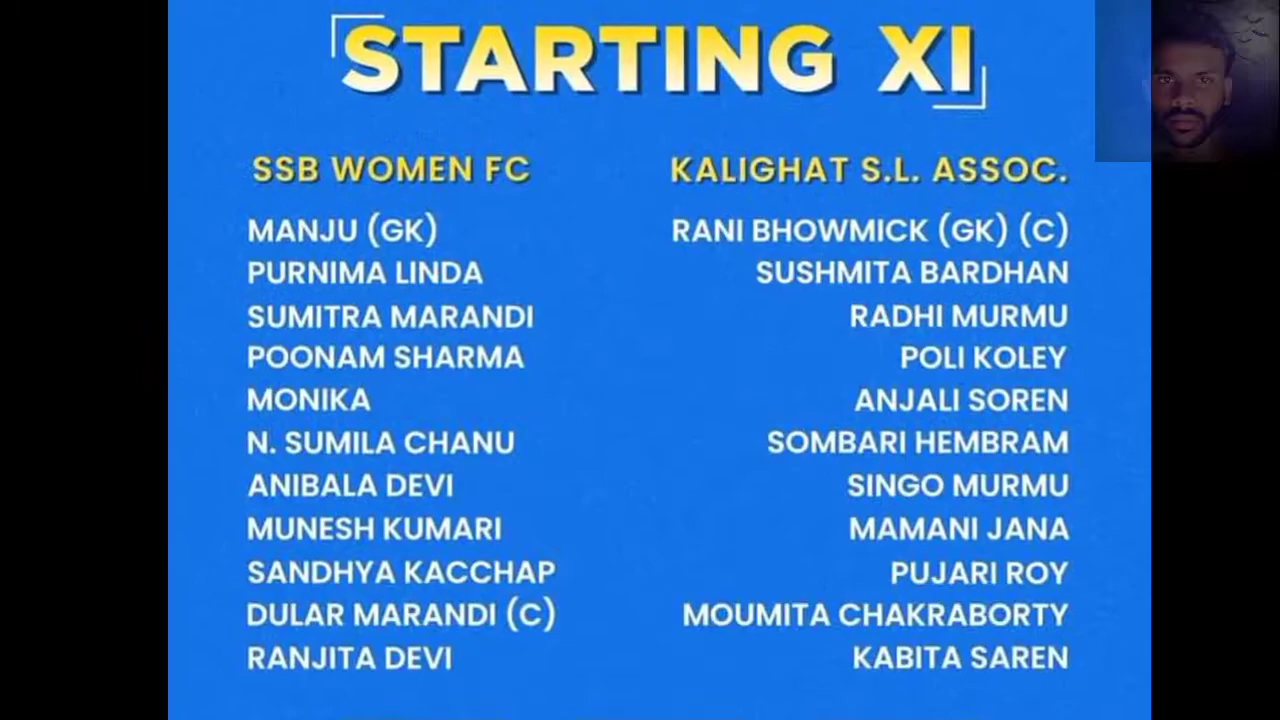 STARTING XI
SSB WOMEN FC
MANJU (GK)
PURNIMA LINDA
SUMITRA MARANDI
POONAM SHARMA
MONIKA
N. SUMILA CHANU
ANIBALA DEVI
MUNESH KUMARI
SANDHYA KACCHAP
DULAR MARANDI (C)
RANJITA DEVI
KALIGHAT S.L. ASSOC.
RANI BHOWMICK (GK) (C)
SUSHMITA BARDHAN
RADHI MURMU
POLI KOLEY
ANJALI SOREN
SOMBARI HEMBRAM
SINGO MURMU
MAMANI JANA
PUJARI ROY
MOUMITA CHAKRABORTY
KABITA SAREN